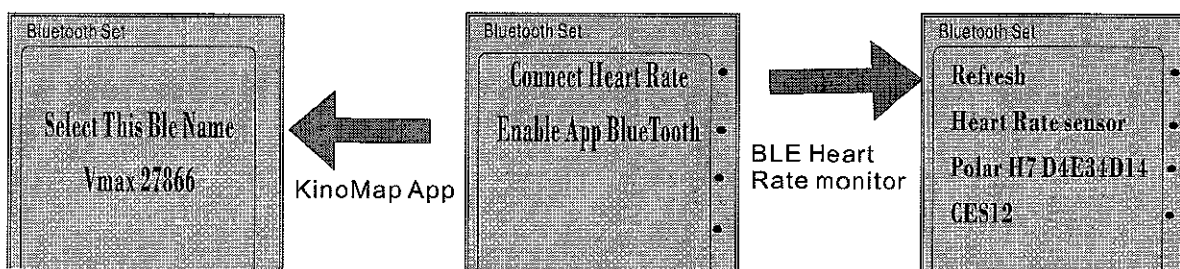 Bluetooth Set
Select This Ble Name
Vmax 27866
KinoMap App
Bluetooth Set
Connect Heart Rate
Enable App BlueTooth
BLE Heart
Rate monitor
Bluetooth Set
Refresh
Heart Rate sensor
Polar H7 D4E34D14
CES12